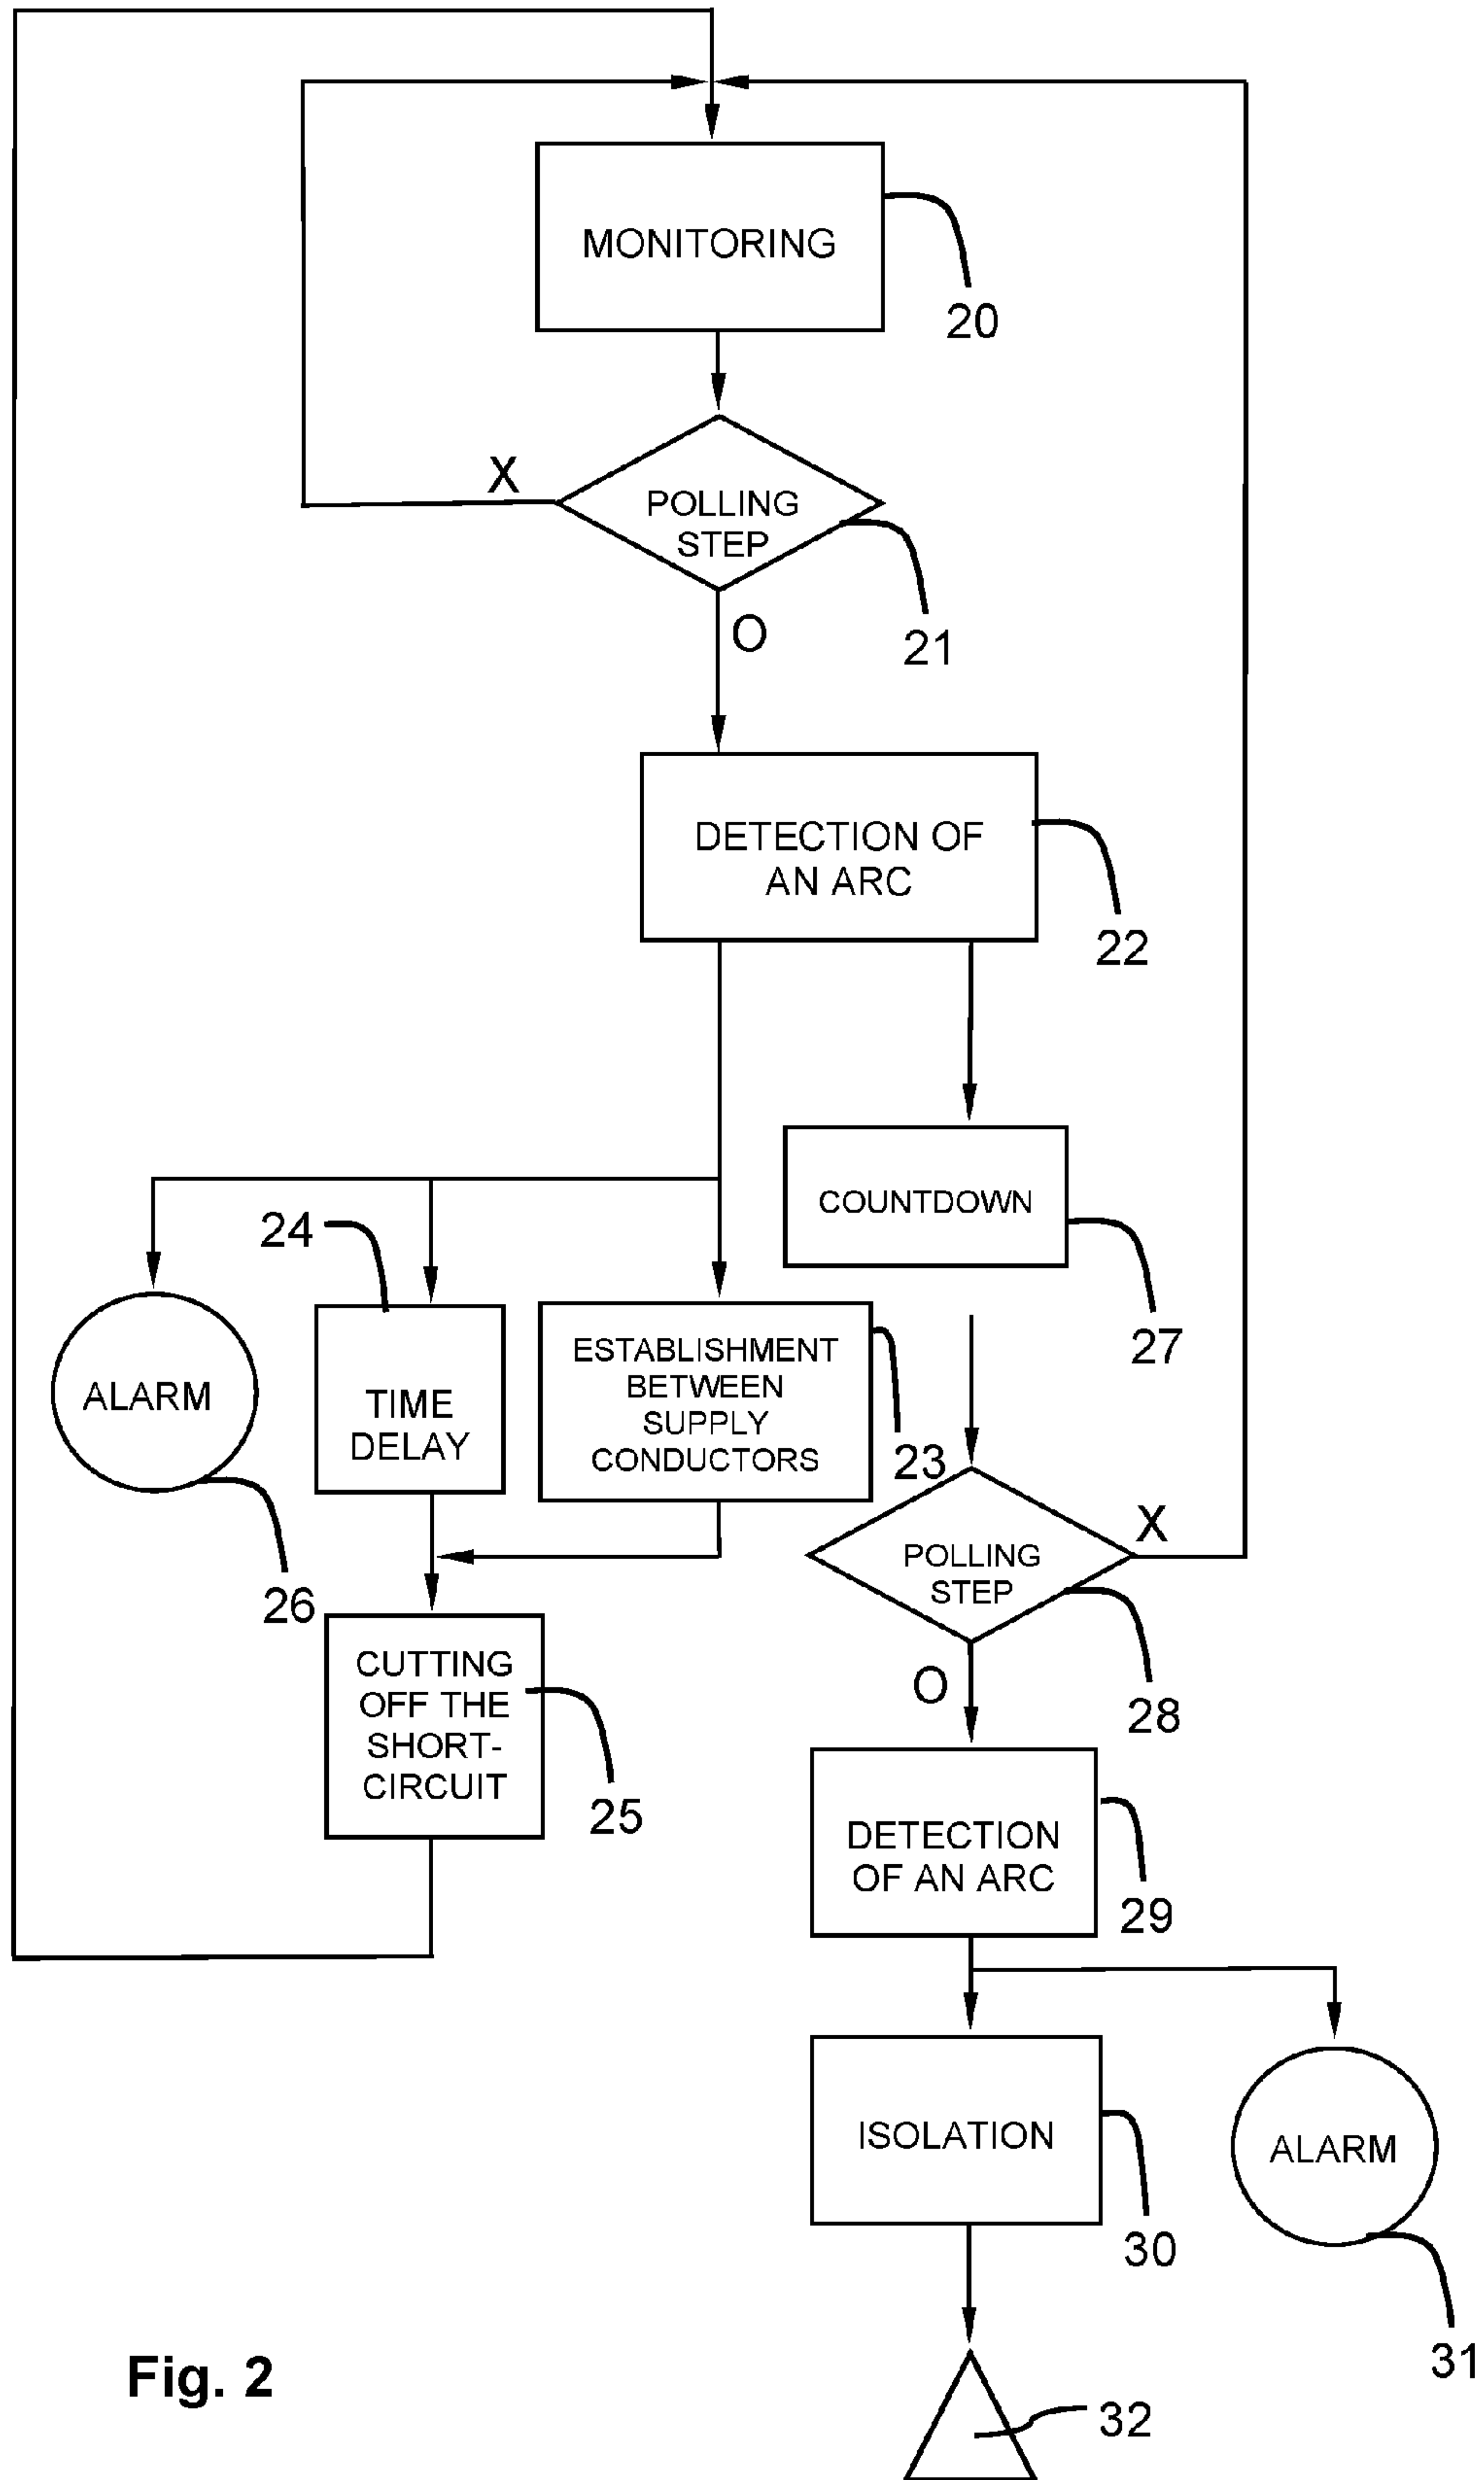 MONITORING
20
X
POLLING
STEP
21
O
DETECTION OF
AN ARC
22
COUNTDOWN
27
24
ALARM
26
TIME
DELAY
ESTABLISHMENT
BETWEEN
SUPPLY
CONDUCTORS
23
X
POLLING
STEP
28
O
CUTTING
OFF THE
SHORT-
CIRCUIT
25
DETECTION
OF AN ARC
29
ISOLATION
30
ALARM
31
32
Fig. 2